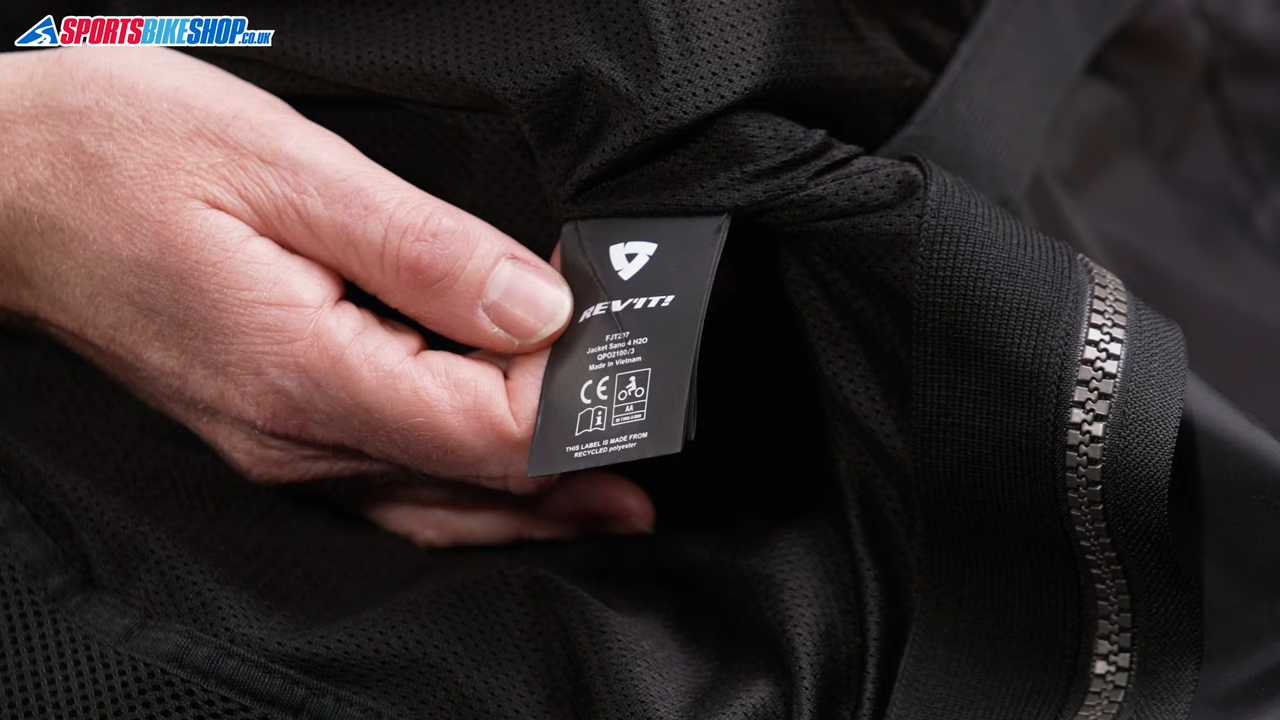 SPORTSBIKESHOP.CO.UK
REV'IT!
Jacket Sand 4 H2O
QPO2100/3
Made In Vietnam
CE
AA
THIS LABEL IS MADE FROM
RECYCLED polyester